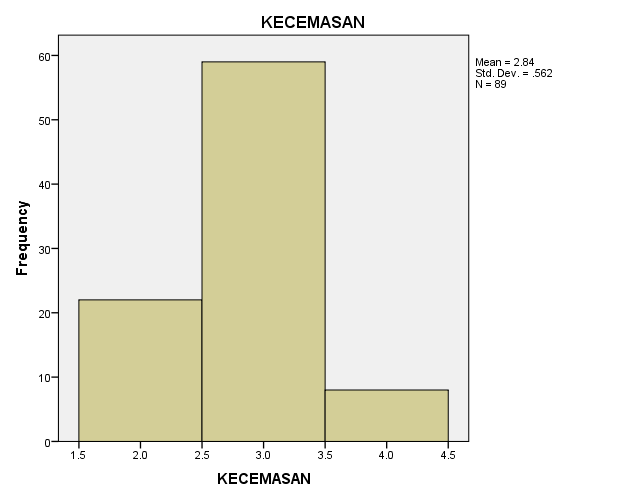 KECEMASAN
Mean = 2.84
Std. Dev. = .562
N = 89
60
50
40
30
20
10
0
Frequency
1.5 2.0 2.5 3.0 3.5 4.0 4.5
KECEMASAN